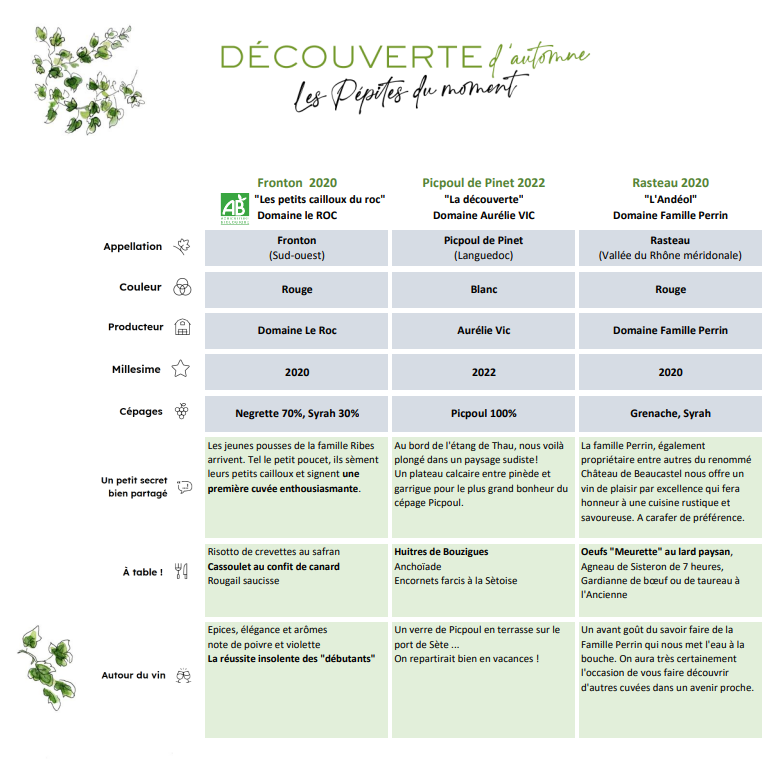 DÉCOUVERTE d'automne
Les Pépites du moment
Fronton 2020
"Les petits cailloux du roc"
Domaine le ROC
AB
Picpoul de Pinet 2022
"La découverte"
Domaine Aurélie VIC
Rasteau 2020
"L'Andéol"
Domaine Famille Perrin
Appellation
Fronton
(Sud-ouest)
Picpoul de Pinet
(Languedoc)
Rasteau
(Vallée du Rhône méridonale)
Couleur
Rouge
Blanc
Rouge
Producteur
Domaine Le Roc
Aurélie Vic
Domaine Famille Perrin
Millesime
2020
2022
2020
Cépages
Negrette 70%, Syrah 30%
Picpoul 100%
Grenache, Syrah
Un petit secret
bien partagé
Les jeunes pousses de la famille Ribes
arrivent. Tel le petit poucet, ils sèment
leurs petits cailloux et signent une
première cuvée enthousiasmante.
Au bord de l'étang de Thau, nous voilà
plongé dans un paysage sudiste!
Un plateau calcaire entre pinède et
garrigue pour le plus grand bonheur du
cépage Picpoul.
La famille Perrin, également
propriétaire entre autres du renommé
Château de Beaucastel nous offre un
vin de plaisir par excellence qui fera
honneur à une cuisine rustique et
savoureuse. A carafer de préférence.
À table !
Risotto de crevettes au safran
Cassoulet au confit de canard
Rougail saucisse
Huitres de Bouzigues
Anchoïade
Encornets farcis à la Sètoise
Oeufs "Meurette" au lard paysan,
Agneau de Sisteron de 7 heures,
Gardianne de bœuf ou de taureau à
l'Ancienne
Autour du vin
Epices, élégance et arômes
note de poivre et violette
La réussite insolente des "débutants"
Un verre de Picpoul en terrasse sur le
port de Sète ...
On repartirait bien en vacances !
Un avant goût du savoir faire de la
Famille Perrin qui nous met l'eau à la
bouche. On aura très certainement
l'occasion de vous faire découvrir
d'autres cuvées dans un avenir proche.